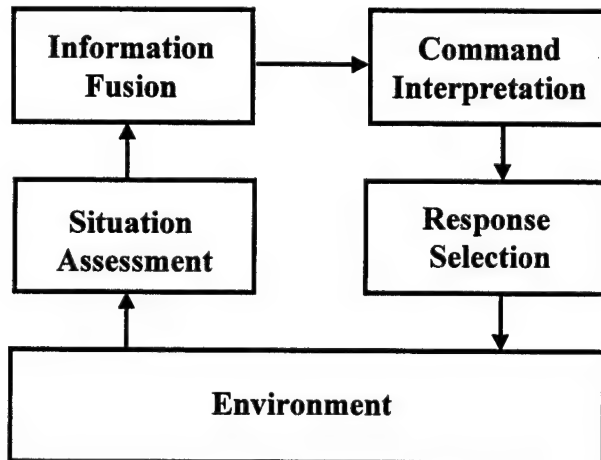 Information
Fusion
Command
Interpretation
Situation
Assessment
Response
Selection
Environment